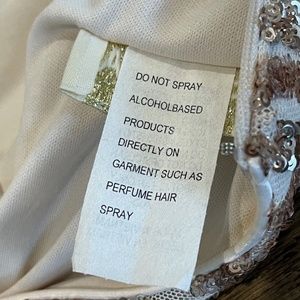 DO NOT SPRAY
ALCOHOLBASED
PRODUCTS
DIRECTLY ON
GARMENT SUCH AS
PERFUME HAIR
SPRAY